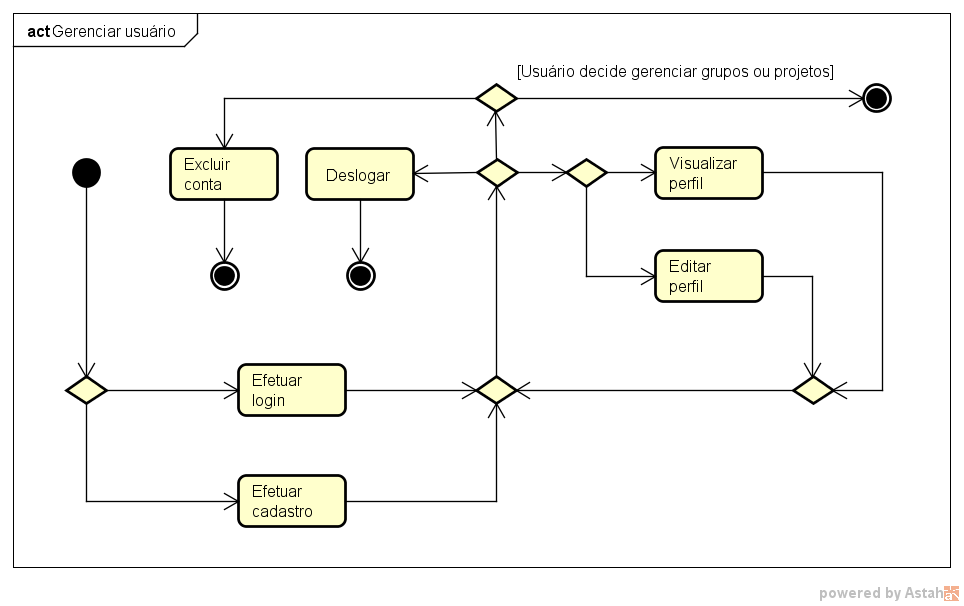 act Gerenciar usuário
[Usuário decide gerenciar grupos ou projetos]
Excluir
conta
Deslogar
Visualizar
perfil
Editar
perfil
Efetuar
login
Efetuar
cadastro
powered by Astah